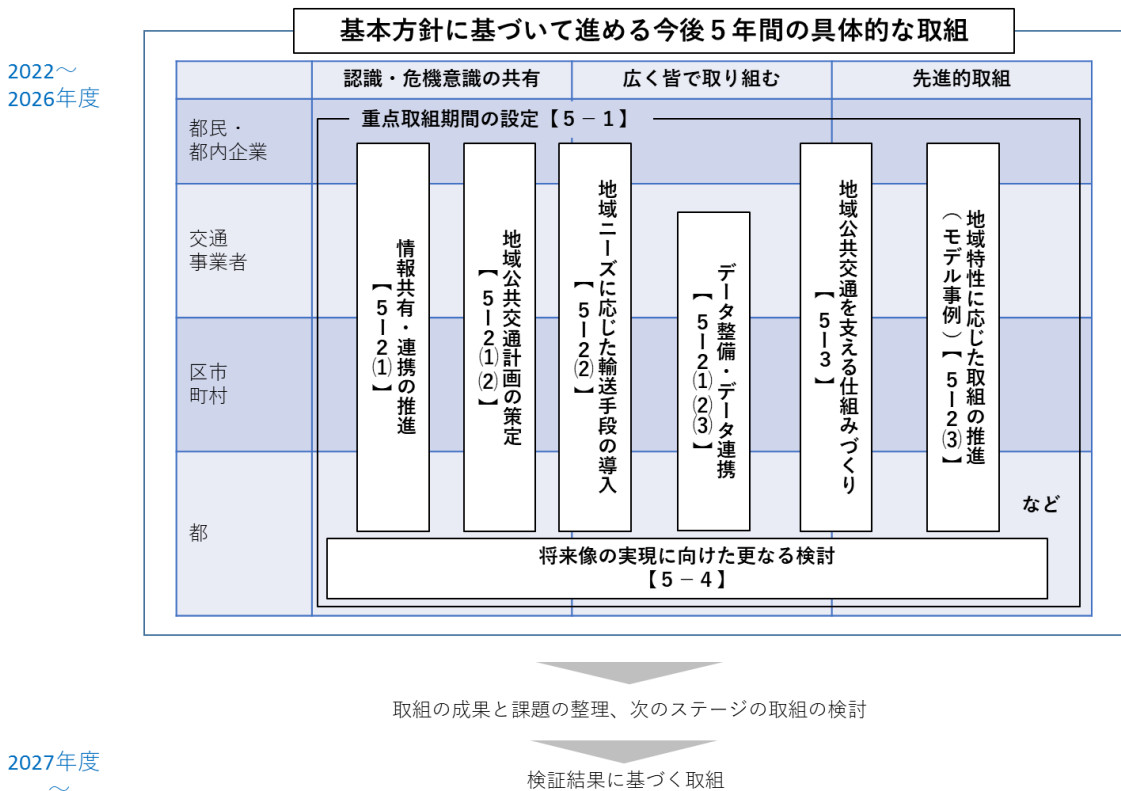 基本方針に基づいて進める今後５年間の具体的な取組
2022～
2026年度
認識・危機意識の共有
広く皆で取り組む
先進的取組
都民・
都内企業
重点取組期間の設定【５－１】
交通
事業者
区市
町村
都
情報共有・連携の推進
【５－２⑴】
地域公共交通計画の策定
【５－２⑴⑵】
地域ニーズに応じた輸送手段の導入
【５－２⑵】
データ整備・データ連携
【５－２⑴⑵⑶】
地域公共交通を支える仕組みづくり
【５－３】
地域特性に応じた取組の推進
（モデル事例）【５－２⑶】
など
将来像の実現に向けた更なる検討
【５－４】
取組の成果と課題の整理、次のステージの取組の検討
2027年度
～
検証結果に基づく取組